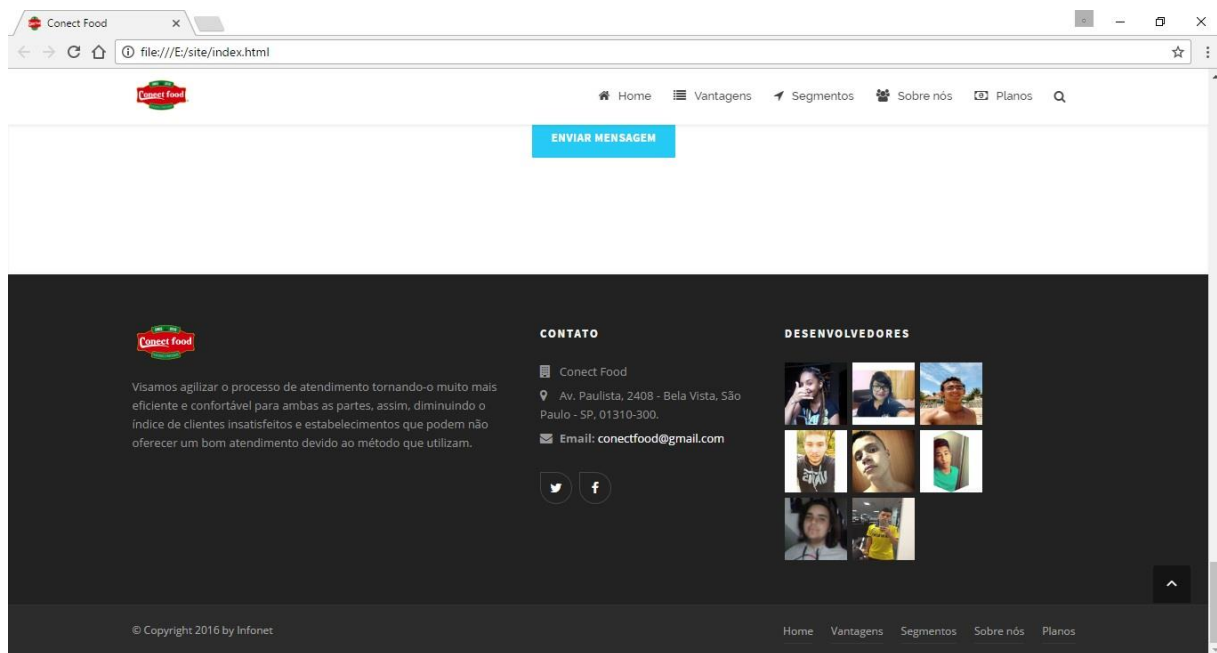 Conect Food
file:///E:/site/index.html
Conect food
Home Vantagens Segmentos Sobre nós Planos
ENVIAR MENSAGEM
Conect food
Visamos agilizar o processo de atendimento tornando-o muito mais
eficiente e confortável para ambas as partes, assim, diminuindo o
índice de clientes insatisfeitos e estabelecimentos que podem não
oferecer um bom atendimento devido ao método que utilizam.
CONTATO
Conect Food
Av. Paulista, 2408 - Bela Vista, São
Paulo - SP, 01310-300.
Email: conectfood@gmail.com
DESENVOLVEDORES
© Copyright 2016 by Infonet
Home Vantagens Segmentos Sobre nós Planos